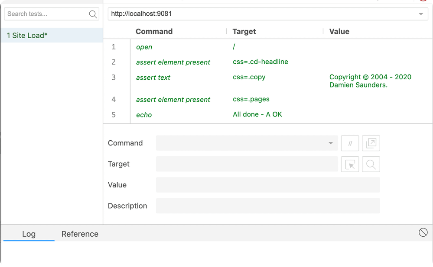 Search tests...
http://localhost:9081
1 Site Load*
Command Target Value
1 open /
2 assert element present css=.cd-headline
3 assert text css=.copy Copyright @ 2004 - 2020
Damien Saunders.
4 assert element present css=.pages
5 echo All done - A OK
Command
//
Target
Value
Description
Log Reference